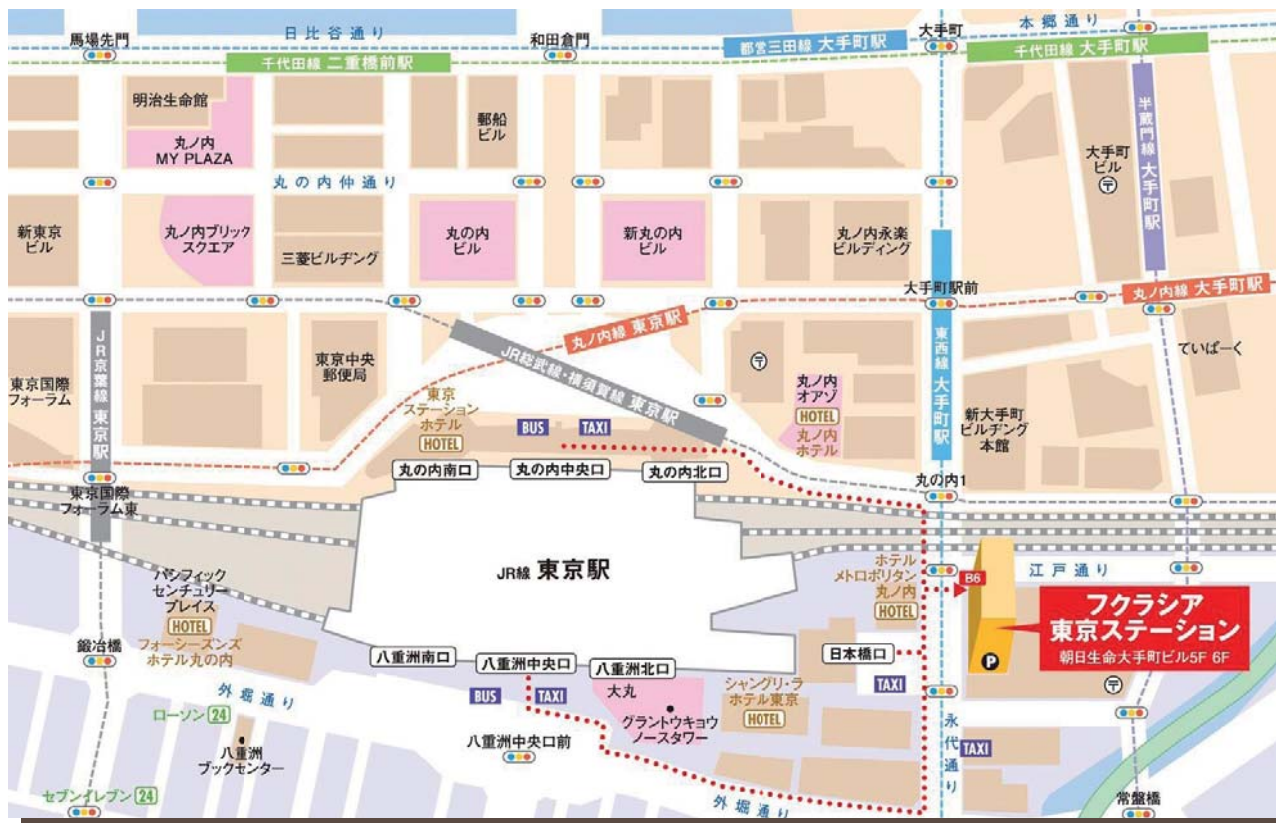 馬場先門
日比谷通り
和田倉門
都営三田線 大手町駅
大手町
本郷通り
千代田線 二重橋前駅
千代田線 大手町駅
明治生命館
丸ノ内
MY PLAZA
郵船
ビル
大手町
ビル
半蔵門線 大手町駅
丸の内仲通り
新東京
ビル
丸ノ内ブリック
スクエア
三菱ビルヂング
丸の内
ビル
新丸の内
ビル
丸ノ内永楽
ビルディング
大手町駅前
丸ノ内線 大手町駅
JR京葉線 東京駅
東京国際
フォーラム
東京中央
郵便局
丸ノ内線 東京駅
JR総武線・横須賀線 東京駅
東西線 大手町駅
ていぱーく
東京
ステーション
ホテル
HOTEL
BUS
TAXI
丸ノ内
オアゾ
HOTEL
丸ノ内
ホテル
新大手町
ビルヂング
本館
丸の内南口
丸の内中央口
丸の内北口
丸の内1
東京国際
フォーラム東
JR線 東京駅
パシフィック
センチュリー
プレイス
HOTEL
フォーシーズンズ
ホテル丸の内
ホテル
メトロポリタン
丸ノ内
HOTEL
B6
江戸通り
フクラシア
東京ステーション
朝日生命大手町ビル5F 6F
P
鍛冶橋
八重洲南口
八重洲中央口
八重洲北口
日本橋口
外堀通り
BUS
TAXI
大丸
グラントウキョウ
ノースタワー
シャングリ・ラ
ホテル東京
HOTEL
TAXI
ローソン 24
八重洲
ブックセンター
八重洲中央口前
永代通り
TAXI
セブンイレブン 24
外堀通り
常盤橋